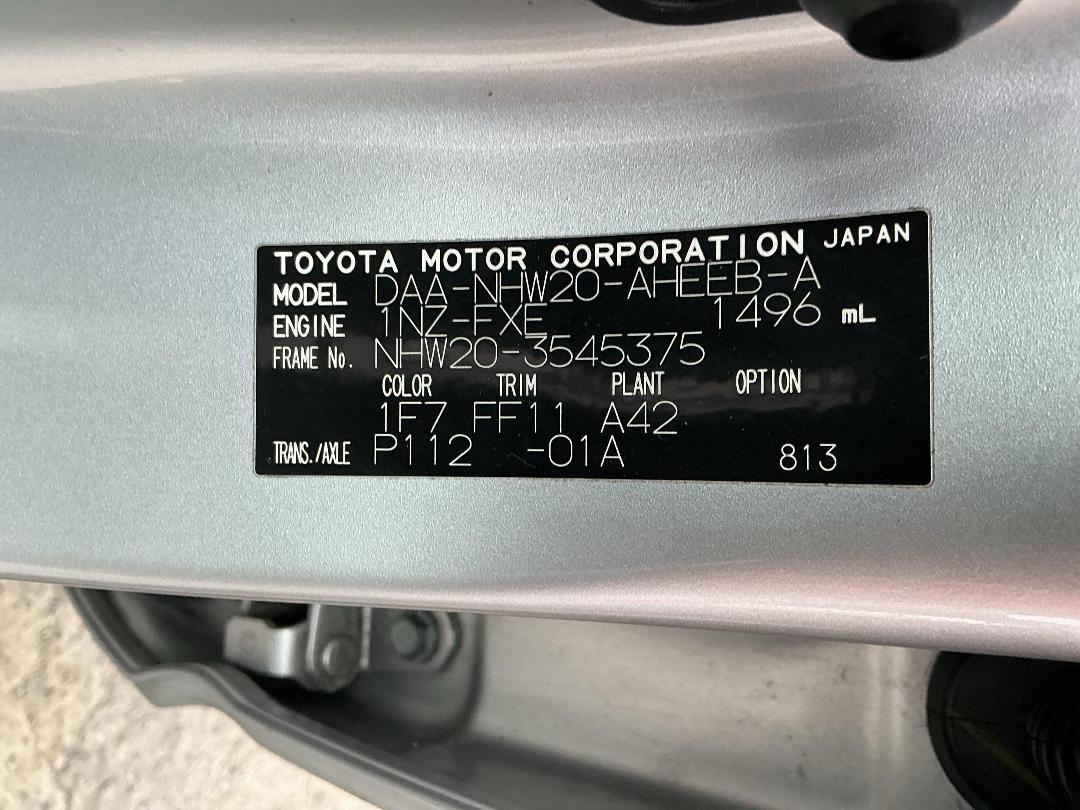 TOYOTA MOTOR CORPORATION JAPAN
MODEL DAA-NHW20-AHEEB-A
ENGINE 1NZ-FXE 1496 mL
FRAME No. NHW20-3545375
COLOR TRIM PLANT OPTION
1F7 FF11 A42
TRANS./AXLE P112 -01A 813